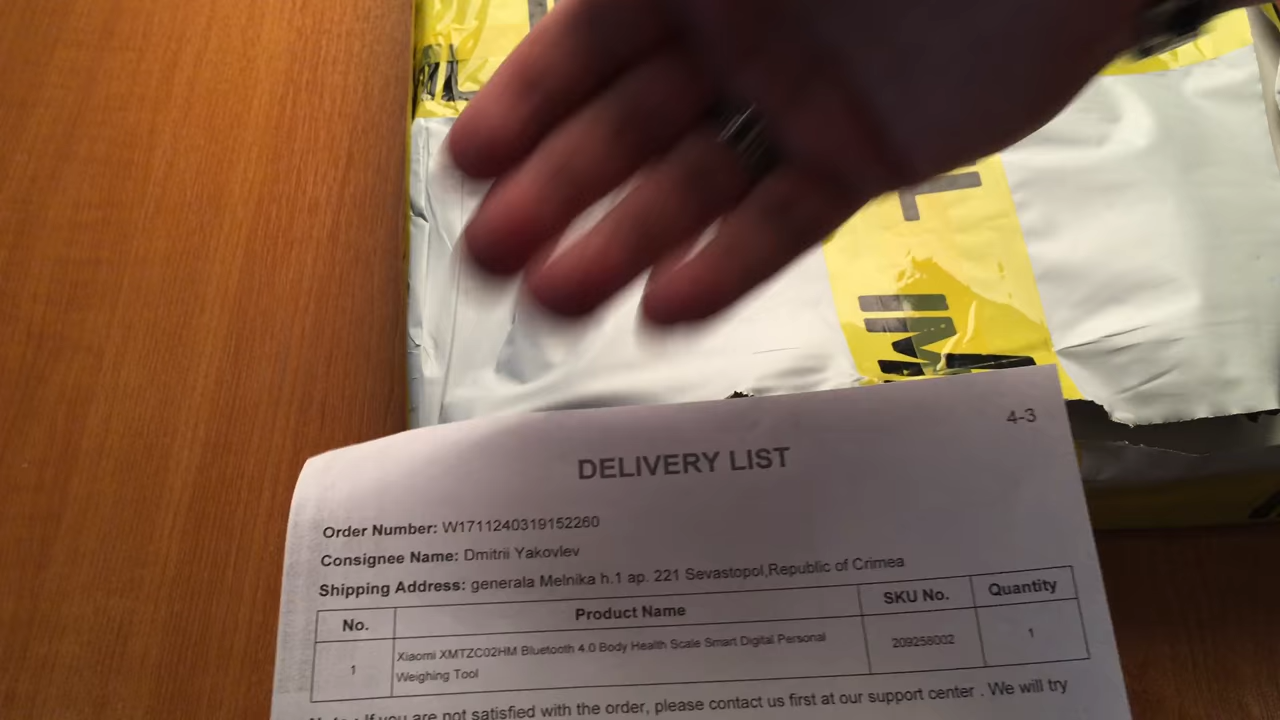 4-3
DELIVERY LIST
Order Number: W1711240319152260
Consignee Name: Dmitrii Yakovlev
Shipping Address: generala Melnika h.1 ap. 221 Sevastopol,Republic of Crimea
No. Product Name SKU No. Quantity
1 Xiaomi XMTZC02HM Bluetooth 4.0 Body Health Scale Smart Digital Personal 209258002 1
Weighing Tool
If you are not satisfied with the order, please contact us first at our support center . We will try